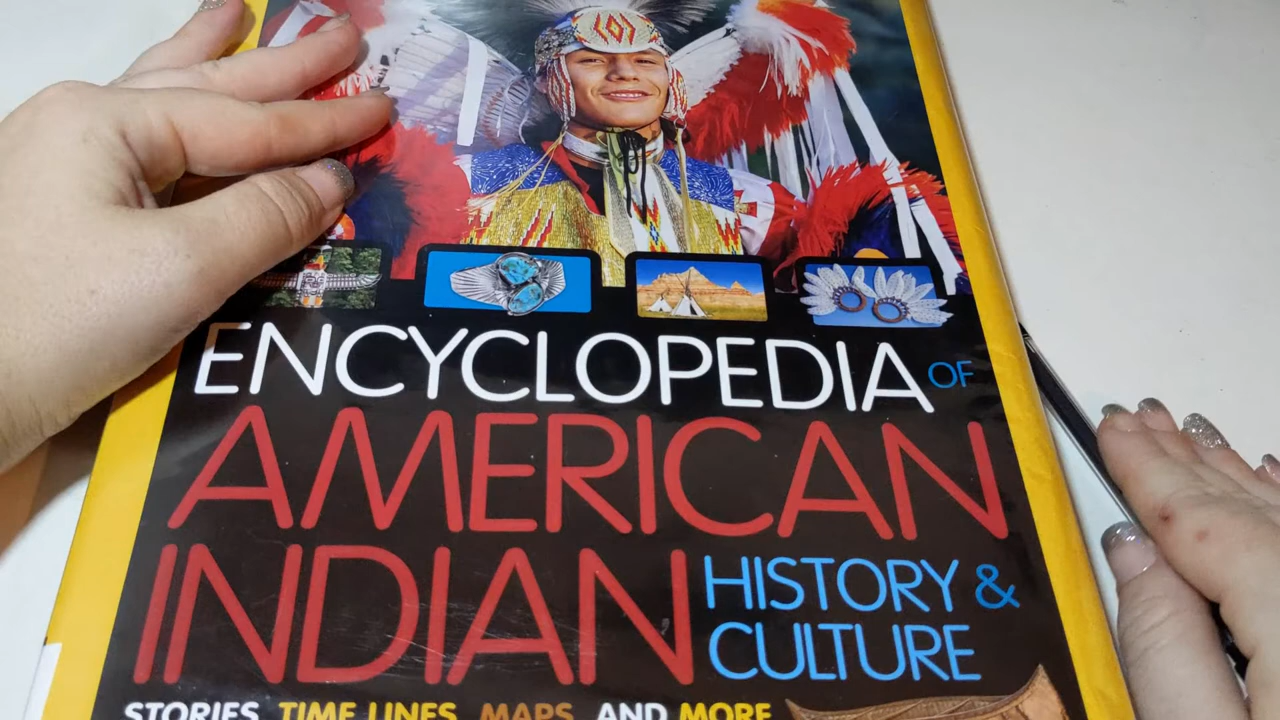 ENCYCLOPEDIA OF
AMERICAN
INDIAN HISTORY &
CULTURE
STORIES, TIME LINES, MAPS, AND MORE